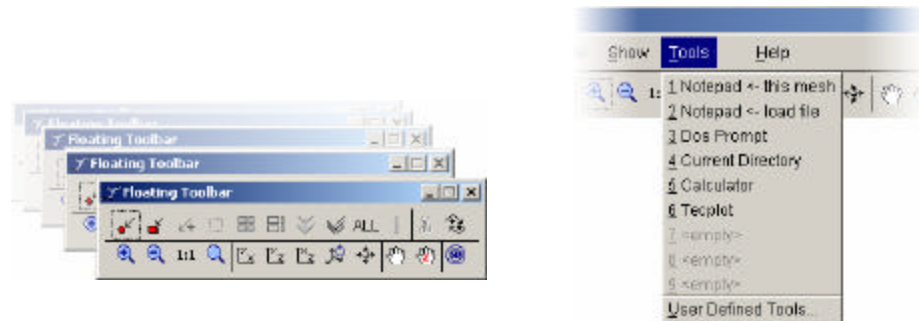 Floating Toolbar
Floating Toolbar
Floating Toolbar
Floating Toolbar
ALL
1:1
Show Tools Help
1 Notepad <- this mesh
2 Notepad <- load file
3 Dos Prompt
4 Current Directory
5 Calculator
6 Tecplot
7 <empty>
8 <empty>
9 <empty>
User Defined Tools...